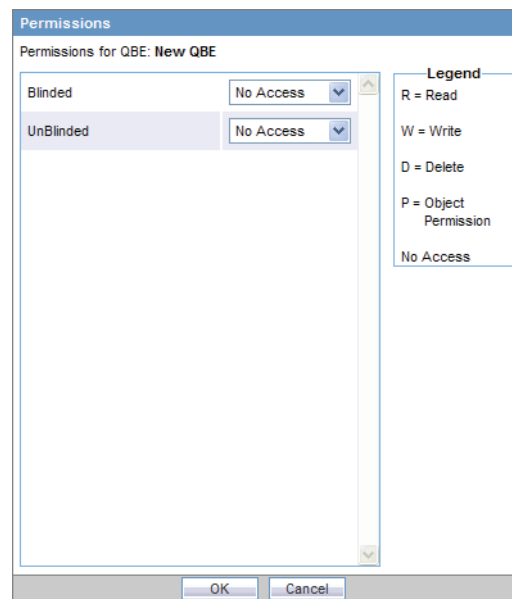 Permissions
Permissions for QBE: New QBE
Blinded No Access
UnBlinded No Access
Legend
R = Read
W = Write
D = Delete
P = Object
Permission
No Access
OK Cancel